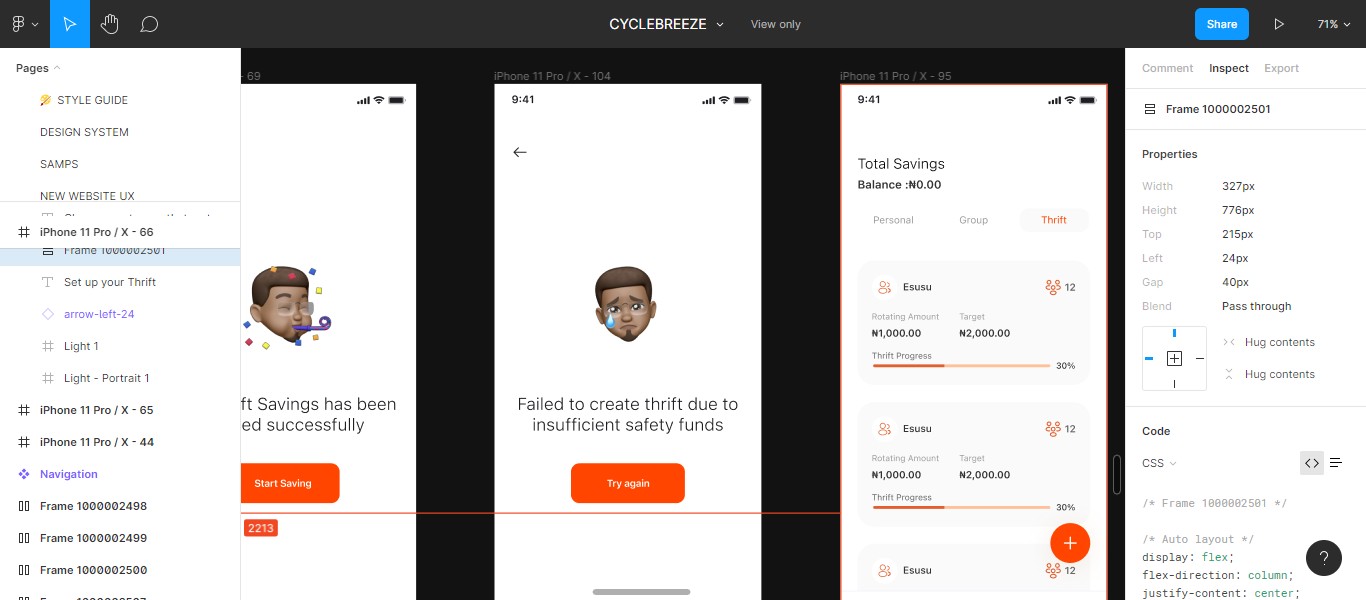 CYCLEBREEZE
View only
Share
71%
Pages
STYLE GUIDE
DESIGN SYSTEM
SAMPS
NEW WEBSITE UX
iPhone 11 Pro / X - 66
Frame 1000002501
Set up your Thrift
arrow-left-24
Light 1
Light - Portrait 1
iPhone 11 Pro / X - 65
iPhone 11 Pro / X - 44
Navigation
Frame 1000002498
Frame 1000002499
Frame 1000002500
- 69
ft Savings has been
ed successfully
Start Saving
2213
iPhone 11 Pro / X - 104
9:41
Failed to create thrift due to
insufficient safety funds
Try again
iPhone 11 Pro / X - 95
9:41
Total Savings
Balance :₦0.00
Personal Group Thrift
Esusu 12
Rotating Amount Target
₦1,000.00 ₦2,000.00
Thrift Progress
30%
Esusu 12
Rotating Amount Target
₦1,000.00 ₦2,000.00
Thrift Progress
30%
Esusu 12
Comment Inspect Export
Frame 1000002501
Properties
Width 327px
Height 776px
Top 215px
Left 24px
Gap 40px
Blend Pass through
Hug contents
Hug contents
Code
CSS
/* Frame 1000002501 */
/* Auto layout */
display: flex;
flex-direction: column;
justify-content: center;
?